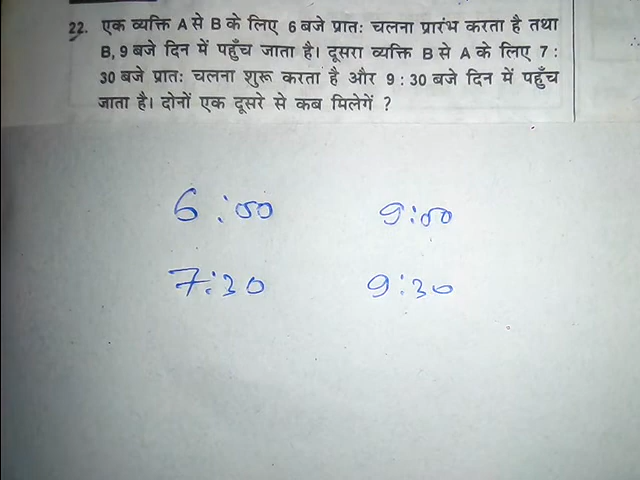 22. एक व्यक्ति A से B के लिए 6 बजे प्रातः चलना प्रारंभ करता है तथा
B, 9 बजे दिन में पहुँच जाता है। दूसरा व्यक्ति B से A के लिए 7 :
30 बजे प्रातः चलना शुरू करता है और 9 : 30 बजे दिन में पहुँच
जाता है। दोनों एक दूसरे से कब मिलेगें ?
6:00 9:00
7:30 9:30